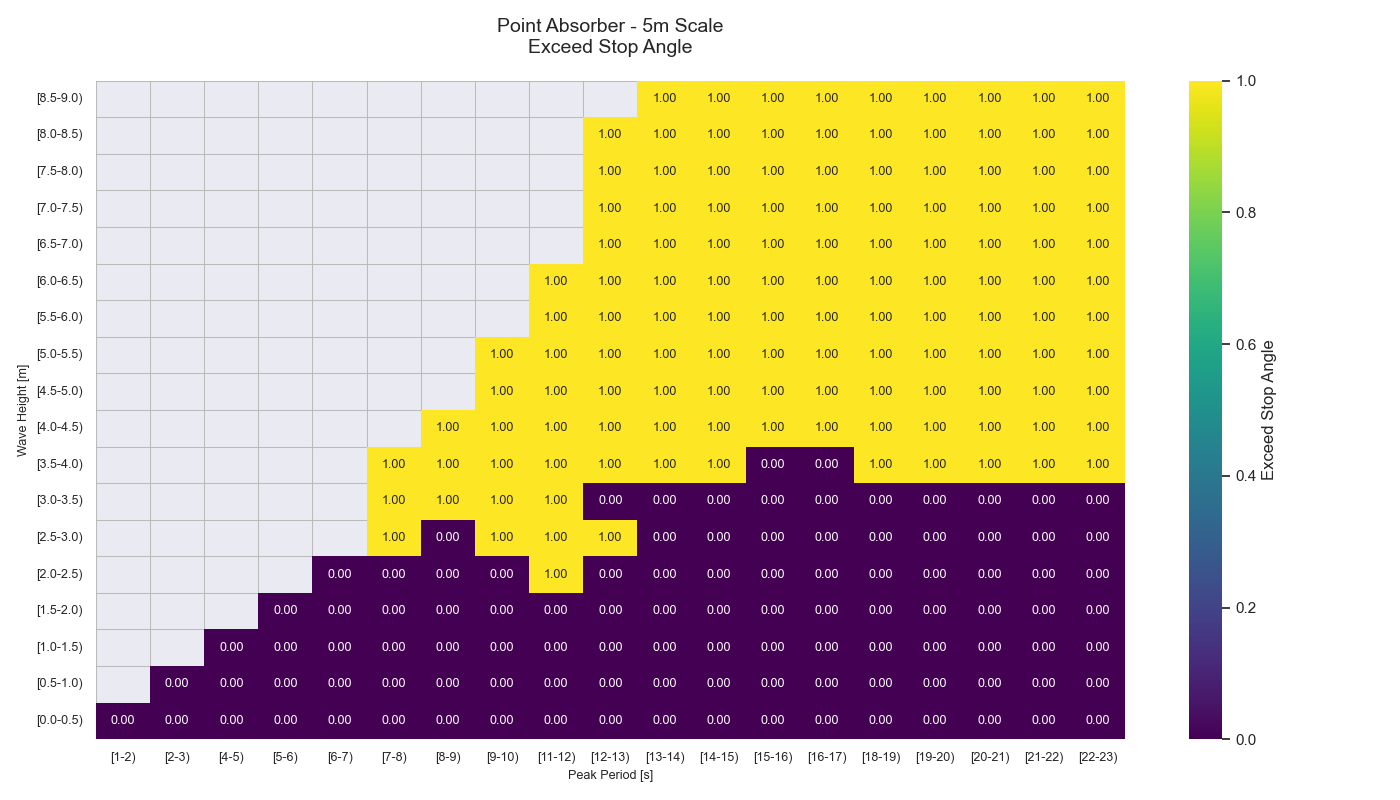 Point Absorber - 5m Scale
Exceed Stop Angle
[8.5-9.0) 1.00 1.00 1.00 1.00 1.00 1.00 1.00 1.00 1.00
[8.0-8.5) 1.00 1.00 1.00 1.00 1.00 1.00 1.00 1.00 1.00 1.00
[7.5-8.0) 1.00 1.00 1.00 1.00 1.00 1.00 1.00 1.00 1.00 1.00
[7.0-7.5) 1.00 1.00 1.00 1.00 1.00 1.00 1.00 1.00 1.00 1.00
[6.5-7.0) 1.00 1.00 1.00 1.00 1.00 1.00 1.00 1.00 1.00 1.00
[6.0-6.5) 1.00 1.00 1.00 1.00 1.00 1.00 1.00 1.00 1.00 1.00 1.00
[5.5-6.0) 1.00 1.00 1.00 1.00 1.00 1.00 1.00 1.00 1.00 1.00 1.00
[5.0-5.5) 1.00 1.00 1.00 1.00 1.00 1.00 1.00 1.00 1.00 1.00 1.00 1.00
[4.5-5.0) 1.00 1.00 1.00 1.00 1.00 1.00 1.00 1.00 1.00 1.00 1.00 1.00
[4.0-4.5) 1.00 1.00 1.00 1.00 1.00 1.00 1.00 1.00 1.00 1.00 1.00 1.00 1.00
[3.5-4.0) 1.00 1.00 1.00 1.00 1.00 1.00 1.00 0.00 0.00 1.00 1.00 1.00 1.00 1.00
[3.0-3.5) 1.00 1.00 1.00 1.00 0.00 0.00 0.00 0.00 0.00 0.00 0.00 0.00 0.00 0.00
[2.5-3.0) 1.00 0.00 1.00 1.00 1.00 0.00 0.00 0.00 0.00 0.00 0.00 0.00 0.00 0.00
[2.0-2.5) 0.00 0.00 0.00 0.00 1.00 0.00 0.00 0.00 0.00 0.00 0.00 0.00 0.00 0.00 0.00
[1.5-2.0) 0.00 0.00 0.00 0.00 0.00 0.00 0.00 0.00 0.00 0.00 0.00 0.00 0.00 0.00 0.00 0.00
[1.0-1.5) 0.00 0.00 0.00 0.00 0.00 0.00 0.00 0.00 0.00 0.00 0.00 0.00 0.00 0.00 0.00 0.00 0.00
[0.5-1.0) 0.00 0.00 0.00 0.00 0.00 0.00 0.00 0.00 0.00 0.00 0.00 0.00 0.00 0.00 0.00 0.00 0.00 0.00
[0.0-0.5) 0.00 0.00 0.00 0.00 0.00 0.00 0.00 0.00 0.00 0.00 0.00 0.00 0.00 0.00 0.00 0.00 0.00 0.00 0.00
[1-2) [2-3) [4-5) [5-6) [6-7) [7-8) [8-9) [9-10) [11-12) [12-13) [13-14) [14-15) [15-16) [16-17) [18-19) [19-20) [20-21) [21-22) [22-23)
Peak Period [s]
Wave Height [m]
1.0
0.8
0.6
0.4
0.2
0.0
Exceed Stop Angle